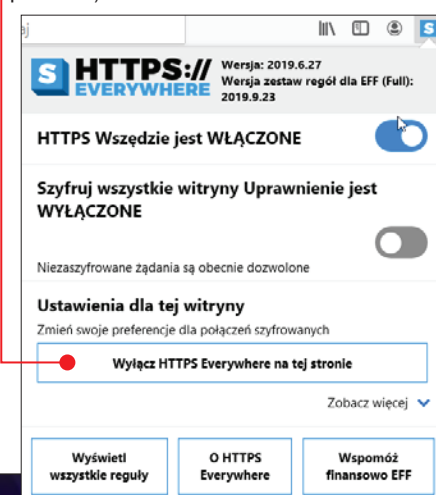 S HTTPS://
EVERYWHERE
Wersja: 2019.6.27
Wersja zestaw regół dla EFF (Full):
2019.9.23
HTTPS Wszędzie jest WŁĄCZONE
Szyfruj wszystkie witryny Uprawnienie jest
WYŁĄCZONE
Niezaszyfrowane żądania są obecnie dozwolone
Ustawienia dla tej witryny
Zmień swoje preferencje dla połączeń szyfrowanych
Wyłącz HTTPS Everywhere na tej stronie
Zobacz więcej
Wyświetl
wszystkie reguły
O HTTPS
Everywhere
Wspomóż
finansowo EFF